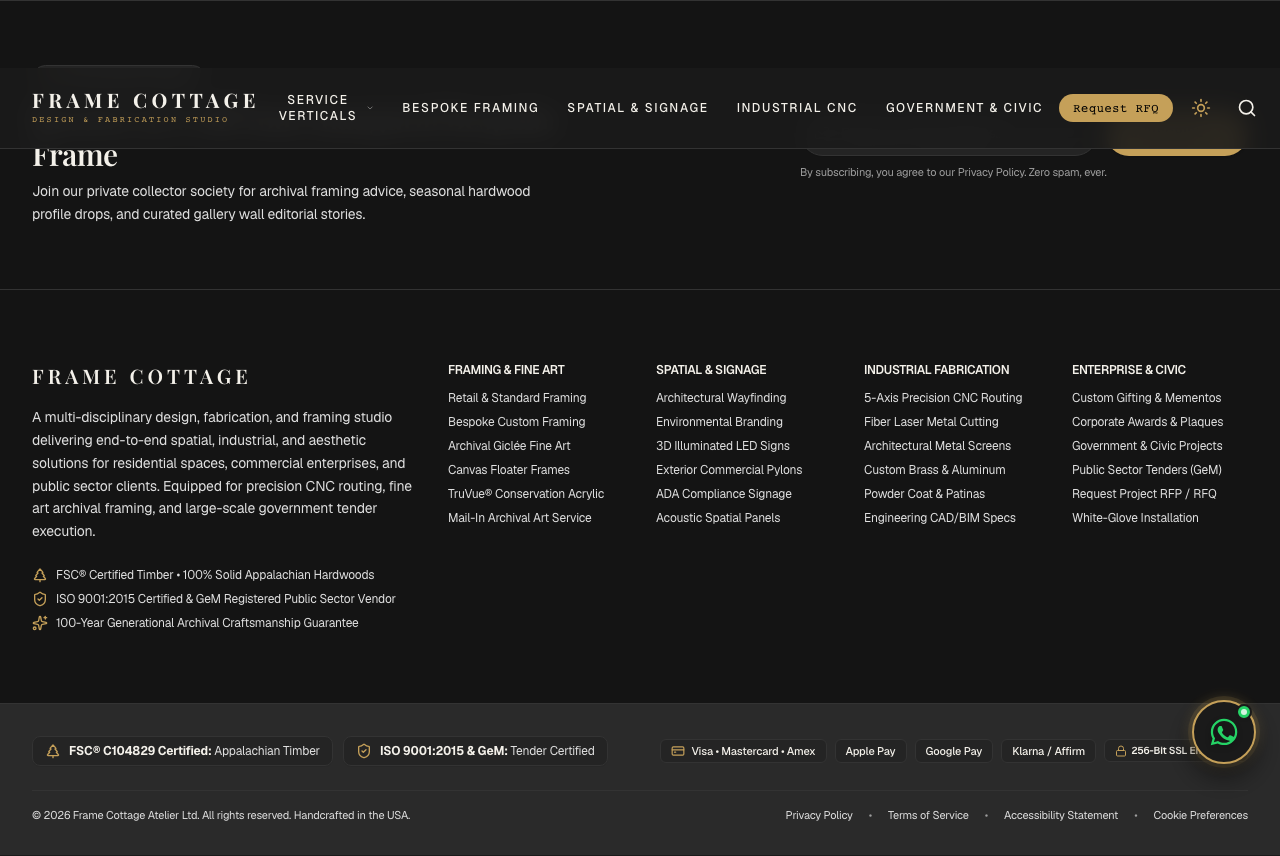 FRAME COTTAGE
DESIGN & FABRICATION STUDIO
SERVICE
VERTICALS
BESPOKE FRAMING
SPATIAL & SIGNAGE
INDUSTRIAL CNC
GOVERNMENT & CIVIC
Request RFQ
Frame
Join our private collector society for archival framing advice, seasonal hardwood
profile drops, and curated gallery wall editorial stories.
By subscribing, you agree to our Privacy Policy. Zero spam, ever.
FRAME COTTAGE
A multi-disciplinary design, fabrication, and framing studio
delivering end-to-end spatial, industrial, and aesthetic
solutions for residential spaces, commercial enterprises, and
public sector clients. Equipped for precision CNC routing, fine
art archival framing, and large-scale government tender
execution.
FSC® Certified Timber • 100% Solid Appalachian Hardwoods
ISO 9001:2015 Certified & GeM Registered Public Sector Vendor
100-Year Generational Archival Craftsmanship Guarantee
FRAMING & FINE ART
Retail & Standard Framing
Bespoke Custom Framing
Archival Giclée Fine Art
Canvas Floater Frames
TruVue® Conservation Acrylic
Mail-In Archival Art Service
SPATIAL & SIGNAGE
Architectural Wayfinding
Environmental Branding
3D Illuminated LED Signs
Exterior Commercial Pylons
ADA Compliance Signage
Acoustic Spatial Panels
INDUSTRIAL FABRICATION
5-Axis Precision CNC Routing
Fiber Laser Metal Cutting
Architectural Metal Screens
Custom Brass & Aluminum
Powder Coat & Patinas
Engineering CAD/BIM Specs
ENTERPRISE & CIVIC
Custom Gifting & Mementos
Corporate Awards & Plaques
Government & Civic Projects
Public Sector Tenders (GeM)
Request Project RFP / RFQ
White-Glove Installation
FSC® C104829 Certified: Appalachian Timber
ISO 9001:2015 & GeM: Tender Certified
Visa • Mastercard • Amex
Apple Pay
Google Pay
Klarna / Affirm
256-Bit SSL
© 2026 Frame Cottage Atelier Ltd. All rights reserved. Handcrafted in the USA.
Privacy Policy • Terms of Service • Accessibility Statement • Cookie Preferences